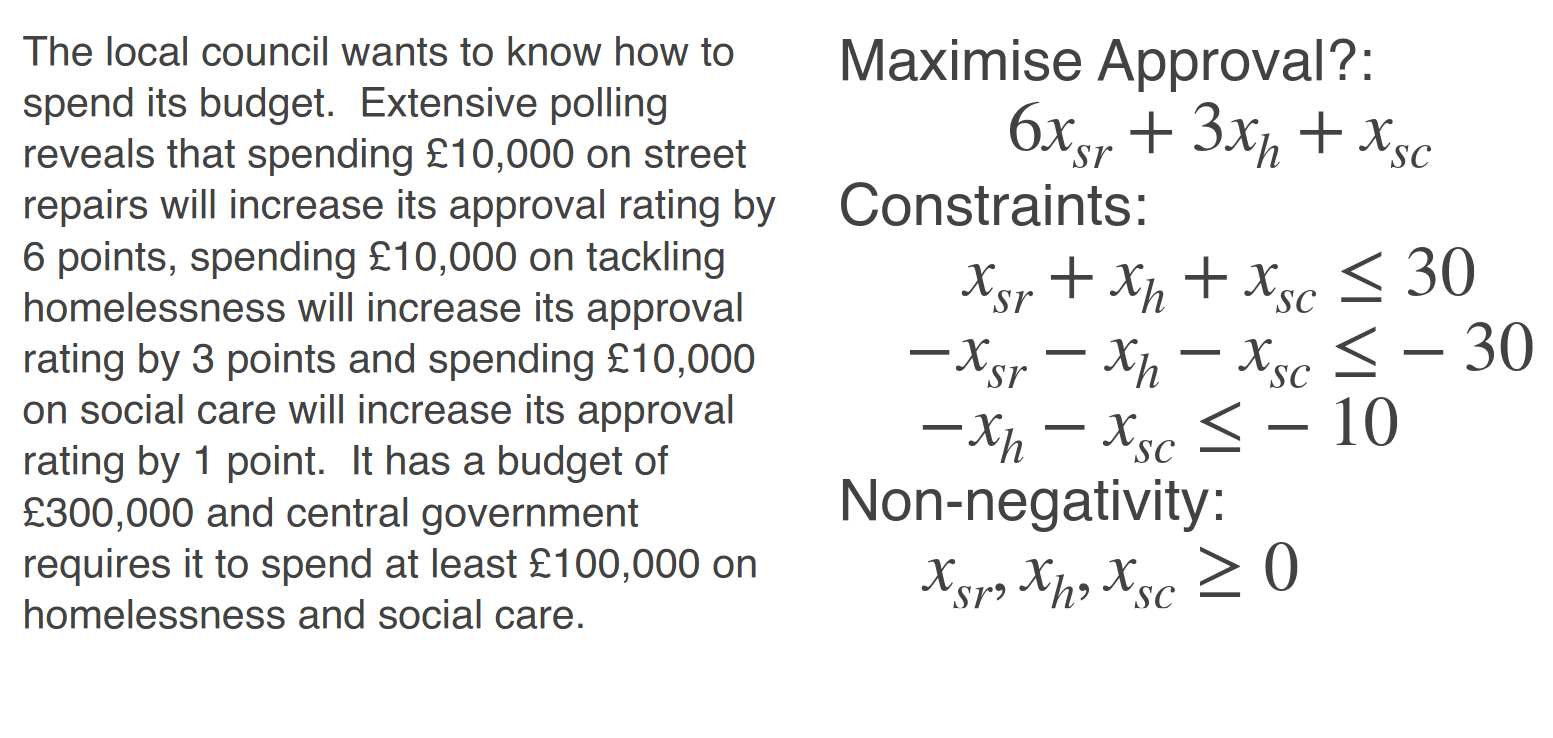 The local council wants to know how to
spend its budget.  Extensive polling
reveals that spending £10,000 on street
repairs will increase its approval rating by
6 points, spending £10,000 on tackling
homelessness will increase its approval
rating by 3 points and spending £10,000
on social care will increase its approval
rating by 1 point.  It has a budget of
£300,000 and central government
requires it to spend at least £100,000 on
homelessness and social care.
Maximise Approval?:
6x_{sr} + 3x_h + x_{sc}
Constraints:
x_{sr} + x_h + x_{sc} ≤ 30
−x_{sr} − x_h − x_{sc} ≤ − 30
−x_h − x_{sc} ≤ − 10
Non-negativity:
x_{sr}, x_h, x_{sc} ≥ 0